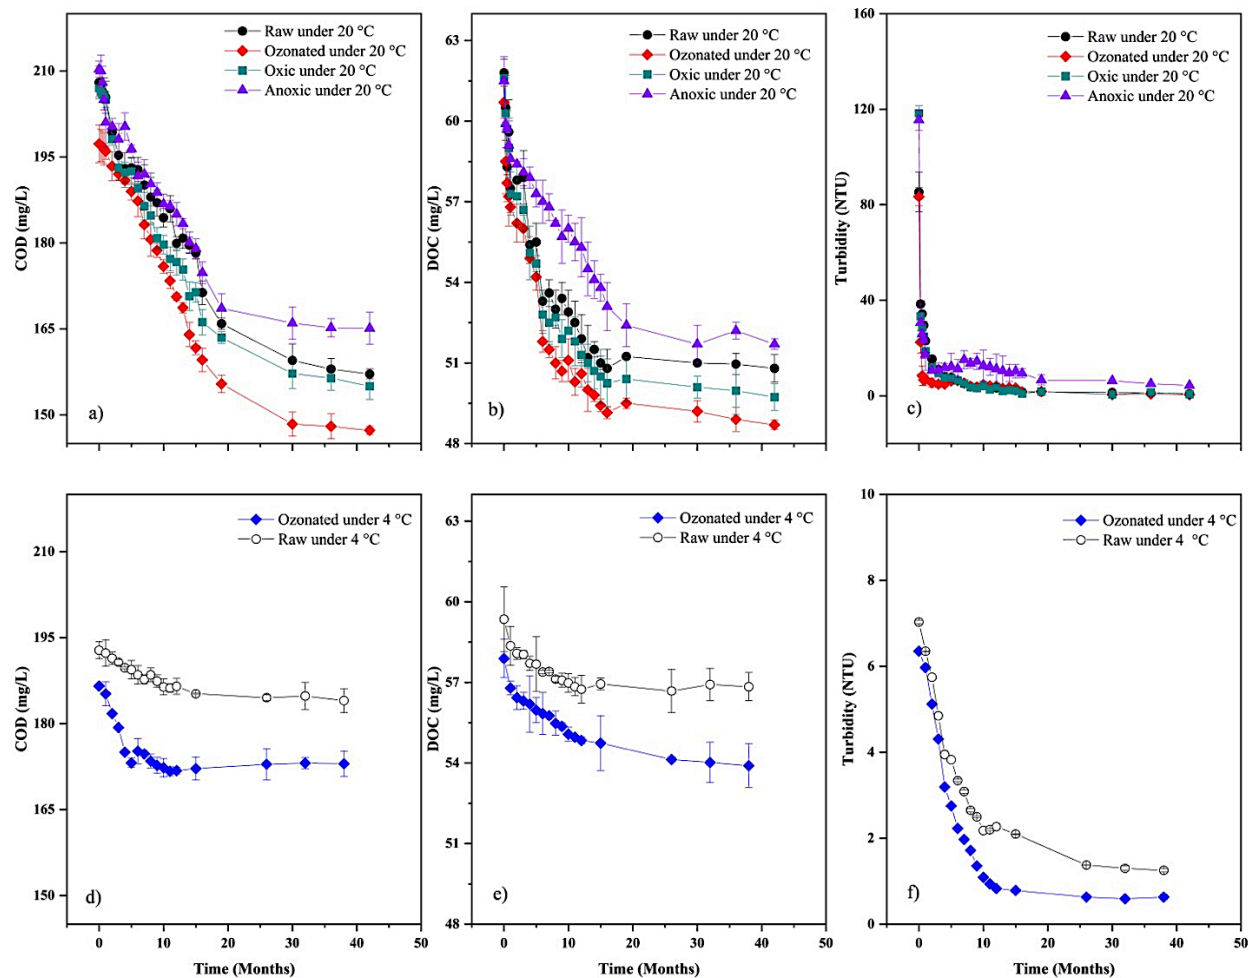 Raw under 20 °C
Ozonated under 20 °C
Oxic under 20 °C
Anoxic under 20 °C
210
195
180
165
150
COD (mg/L)
a)
Raw under 20 °C
Ozonated under 20 °C
Oxic under 20 °C
Anoxic under 20 °C
63
60
57
54
51
48
DOC (mg/L)
b)
Raw under 20 °C
Ozonated under 20 °C
Oxic under 20 °C
Anoxic under 20 °C
160
120
80
40
0
Turbidity (NTU)
c)
Ozonated under 4 °C
Raw under 4 °C
210
195
180
165
150
COD (mg/L)
d)
0 10 20 30 40 50
Time (Months)
Ozonated under 4 °C
Raw under 4 °C
63
60
57
54
51
48
DOC (mg/L)
e)
0 10 20 30 40 50
Time (Months)
Ozonated under 4 °C
Raw under 4 °C
10
8
6
4
2
0
Turbidity (NTU)
f)
0 10 20 30 40 50
Time (Months)